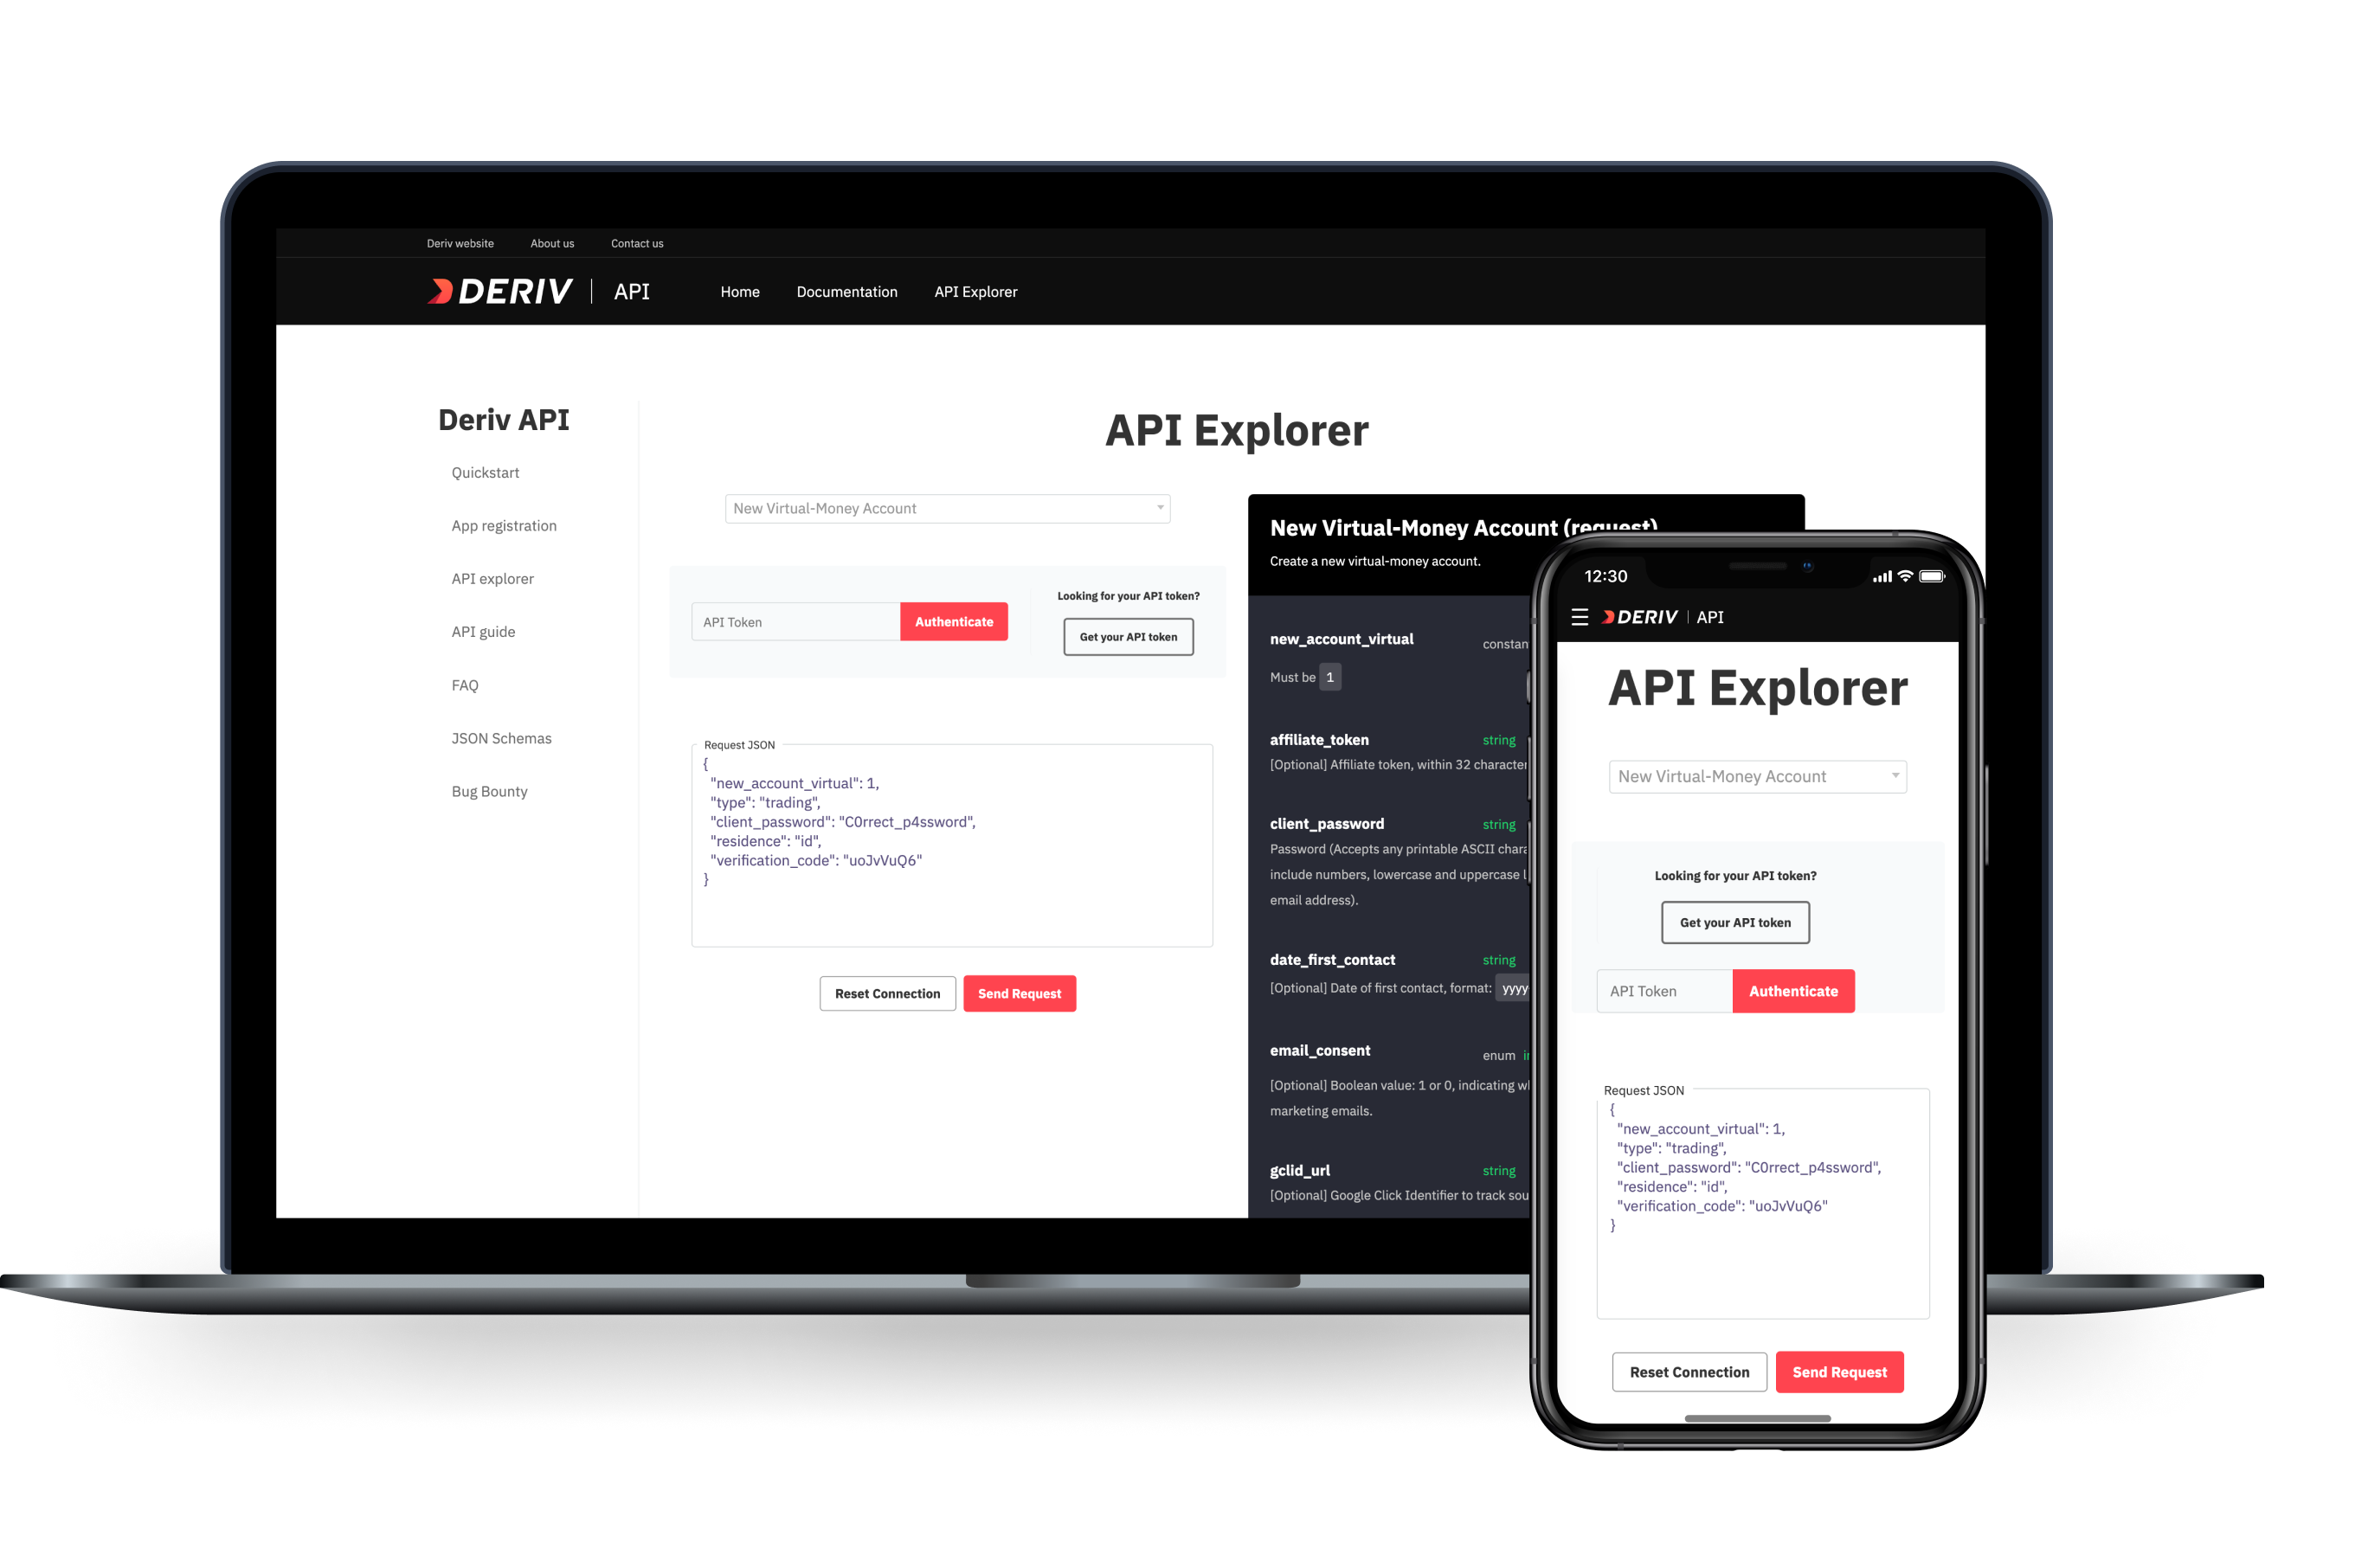 Deriv website About us Contact us
DERIV | API Home Documentation API Explorer
Deriv API
Quickstart
App registration
API explorer
API guide
FAQ
JSON Schemas
Bug Bounty
API Explorer
New Virtual-Money Account
API Token Authenticate
Looking for your API token?
Get your API token
Request JSON
{
"new_account_virtual": 1,
"type": "trading",
"client_password": "C0rrect_p4ssword",
"residence": "id",
"verification_code": "uoJvVuQ6"
}
Reset Connection Send Request
New Virtual-Money Account (request)
Create a new virtual-money account.
new_account_virtual constan
Must be 1
affiliate_token string
[Optional] Affiliate token, within 32 character
client_password string
Password (Accepts any printable ASCII chara
include numbers, lowercase and uppercase l
email address).
date_first_contact string
[Optional] Date of first contact, format: yyyy
email_consent enum in
[Optional] Boolean value: 1 or 0, indicating wh
marketing emails.
gclid_url string
[Optional] Google Click Identifier to track sou
12:30
DERIV | API
API Explorer
New Virtual-Money Account
Looking for your API token?
Get your API token
API Token Authenticate
Request JSON
{
"new_account_virtual": 1,
"type": "trading",
"client_password": "C0rrect_p4ssword",
"residence": "id",
"verification_code": "uoJvVuQ6"
}
Reset Connection Send Request